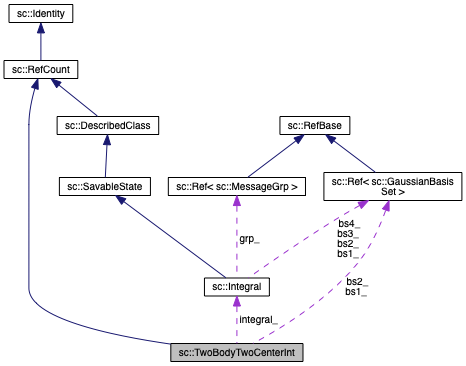 sc::Identity
sc::RefCount
sc::DescribedClass
sc::RefBase
sc::SavableState
sc::Ref< sc::MessageGrp >
sc::Ref< sc::GaussianBasis
Set >
grp_
bs4_
bs3_
bs2_
bs1_
sc::Integral
bs2_
bs1_
integral_
sc::TwoBodyTwoCenterInt